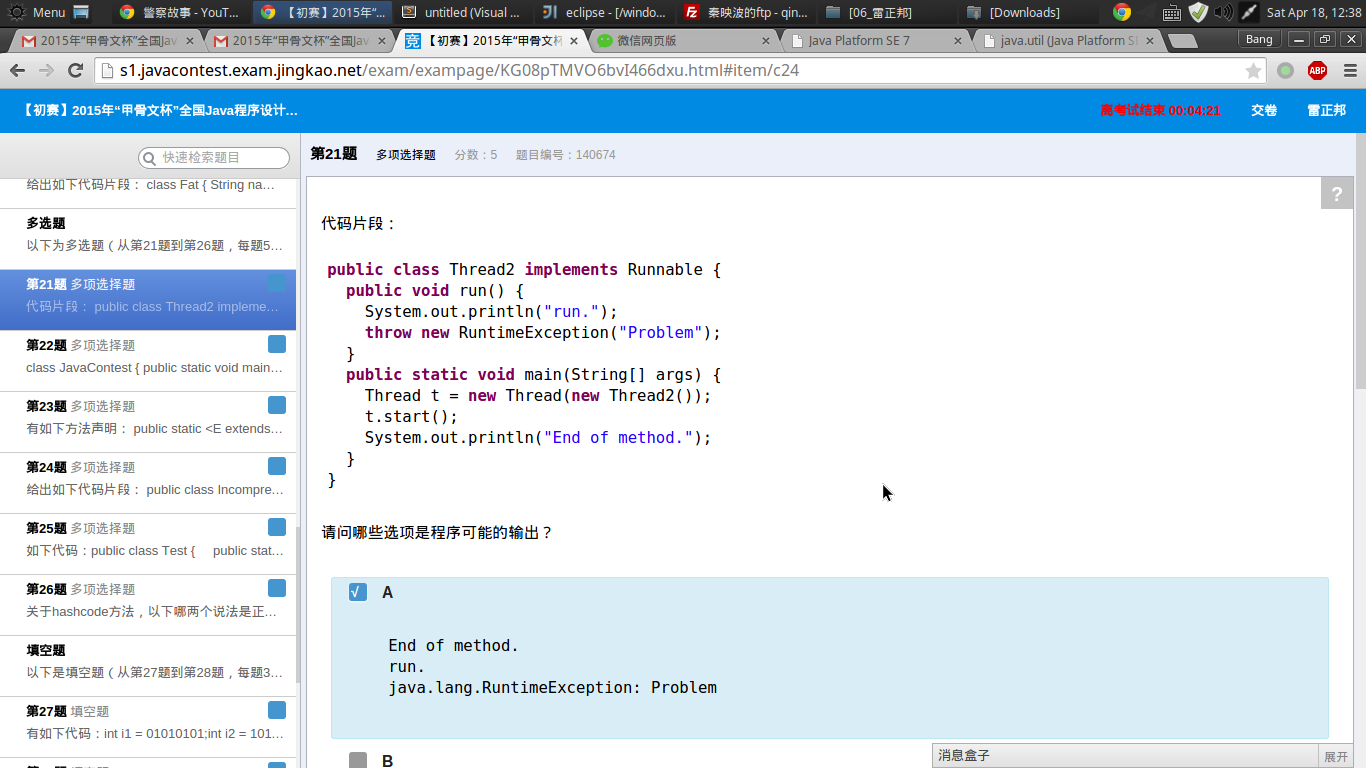 Menu
警察故事 - YouT...
【初赛】2015年“...
untitled (Visual ...
eclipse - [/windo...
秦映波的ftp - qin...
[06_雷正邦]
[Downloads]
Sat Apr 18, 12:38
2015年“甲骨文杯”全国Jav
2015年“甲骨文杯”全国Jav
【初赛】2015年“甲骨文杯
微信网页版
Java Platform SE 7
java.util (Java Platform SE
Bang
s1.javacontest.exam.jingkao.net/exam/exampage/KG08pTMVO6bvI466dxu.html#item/c24
ABP
【初赛】2015年“甲骨文杯”全国Java程序设计...
离考试结束 00:04:21
交卷
雷正邦
快速检索题目
给出如下代码片段： class Fat { String na...
多选题
以下为多选题（从第21题到第26题，每题5...
第21题 多项选择题
代码片段： public class Thread2 impleme...
第22题 多项选择题
class JavaContest { public static void main...
第23题 多项选择题
有如下方法声明： public static <E extends...
第24题 多项选择题
给出如下代码片段： public class Incompre...
第25题 多项选择题
如下代码：public class Test { public stat...
第26题 多项选择题
关于hashcode方法，以下哪两个说法是正...
填空题
以下是填空题（从第27题到第28题，每题3...
第27题 填空题
有如下代码：int i1 = 01010101;int i2 = 101...
第21题 多项选择题 分数：5 题目编号：140674
?
代码片段：
public class Thread2 implements Runnable {
public void run() {
System.out.println("run.");
throw new RuntimeException("Problem");
}
public static void main(String[] args) {
Thread t = new Thread(new Thread2());
t.start();
System.out.println("End of method.");
}
}
请问哪些选项是程序可能的输出？
√ A
End of method.
run.
java.lang.RuntimeException: Problem
B
消息盒子
展开